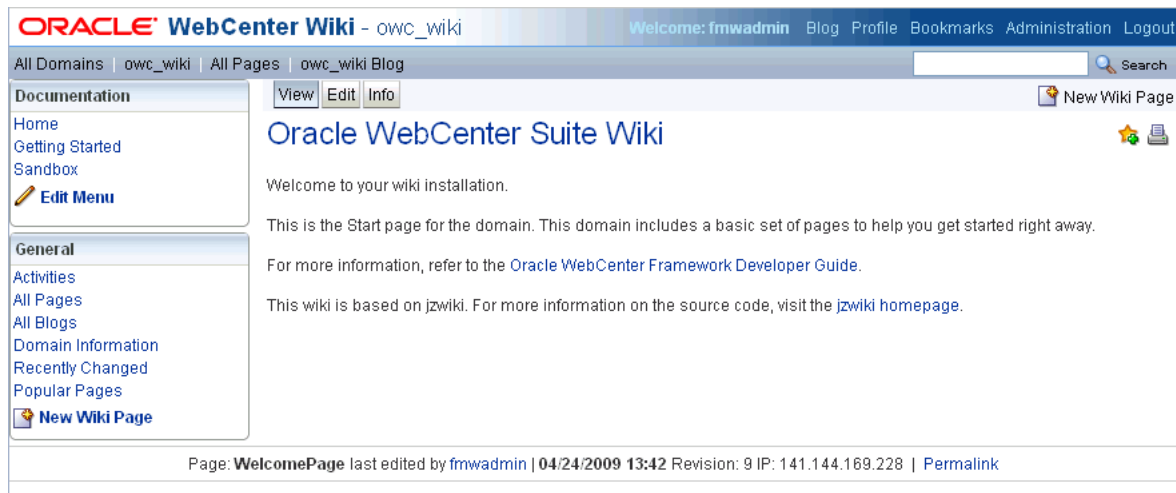 ORACLE WebCenter Wiki - owc_wiki Welcome: fmwadmin Blog Profile Bookmarks Administration Logout
All Domains | owc_wiki | All Pages | owc_wiki Blog Search
Documentation
Home
Getting Started
Sandbox
Edit Menu
General
Activities
All Pages
All Blogs
Domain Information
Recently Changed
Popular Pages
New Wiki Page
View Edit Info New Wiki Page
Oracle WebCenter Suite Wiki
Welcome to your wiki installation.
This is the Start page for the domain. This domain includes a basic set of pages to help you get started right away.
For more information, refer to the Oracle WebCenter Framework Developer Guide.
This wiki is based on jzwiki. For more information on the source code, visit the jzwiki homepage.
Page: WelcomePage last edited by fmwadmin | 04/24/2009 13:42 Revision: 9 IP: 141.144.169.228 | Permalink